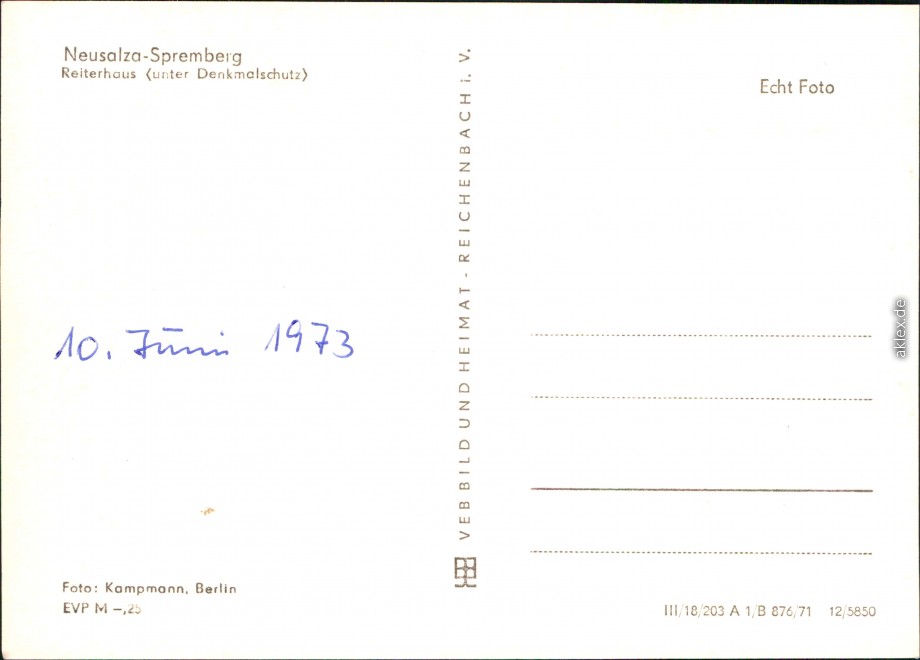 Neusalza-Spremberg
Reiterhaus (unter Denkmalschutz)
10. Juni 1973
Foto: Kampmann, Berlin
EVP M –,25
VEB BILD UND HEIMAT - REICHENBACH i. V.
Echt Foto
III/18/203 A 1/B 876/71 12/5850
aklex.de